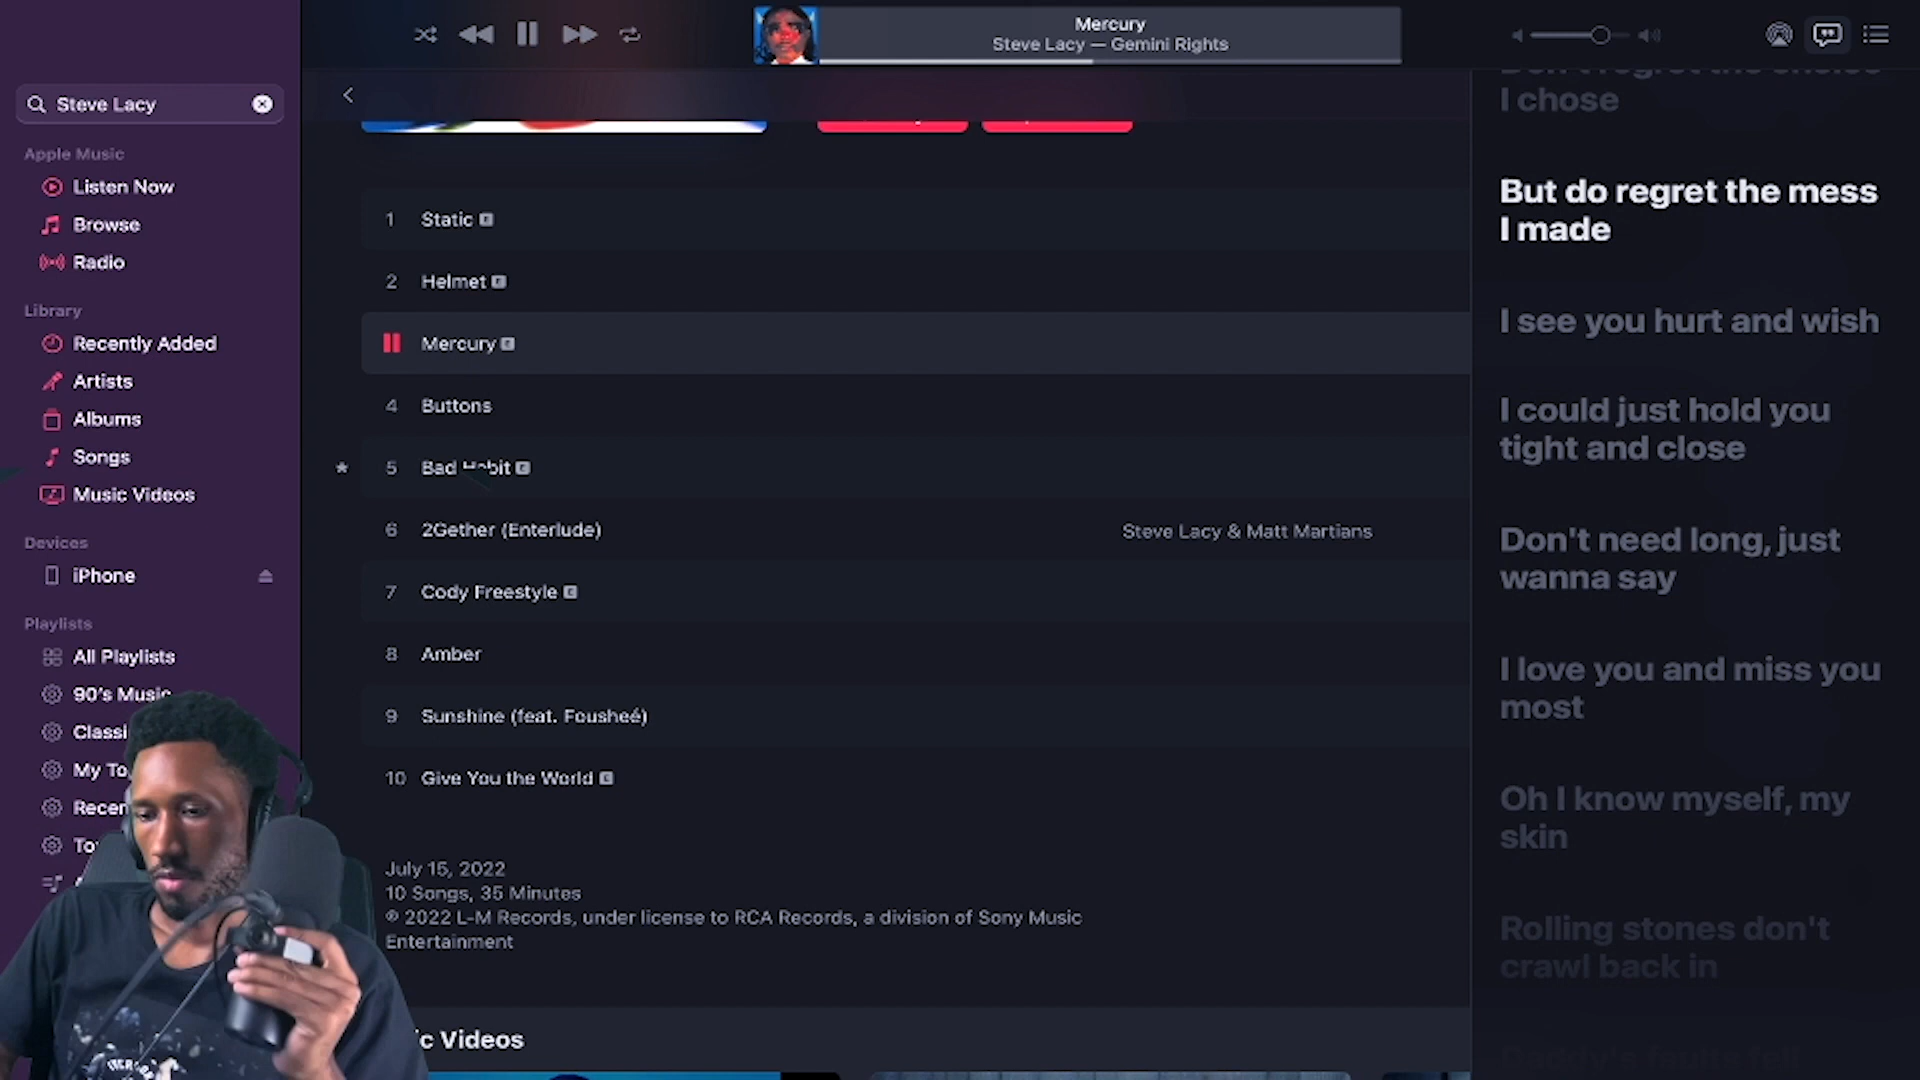 Mercury
Steve Lacy — Gemini Rights
Steve Lacy
Apple Music
Listen Now
Browse
Radio
Library
Recently Added
Artists
Albums
Songs
Music Videos
Devices
iPhone
Playlists
All Playlists
90's Music
1 Static E
2 Helmet E
Mercury E
4 Buttons
★ 5 Bad Habit E
6 2Gether (Enterlude) Steve Lacy & Matt Martians
7 Cody Freestyle E
8 Amber
9 Sunshine (feat. Fousheé)
10 Give You the World E
July 15, 2022
10 Songs, 35 Minutes
℗ 2022 L-M Records, under license to RCA Records, a division of Sony Music
Entertainment
Videos
Don't regret the choice
I chose
But do regret the mess
I made
I see you hurt and wish
I could just hold you
tight and close
Don't need long, just
wanna say
I love you and miss you
most
Oh I know myself, my
skin
Rolling stones don't
crawl back in